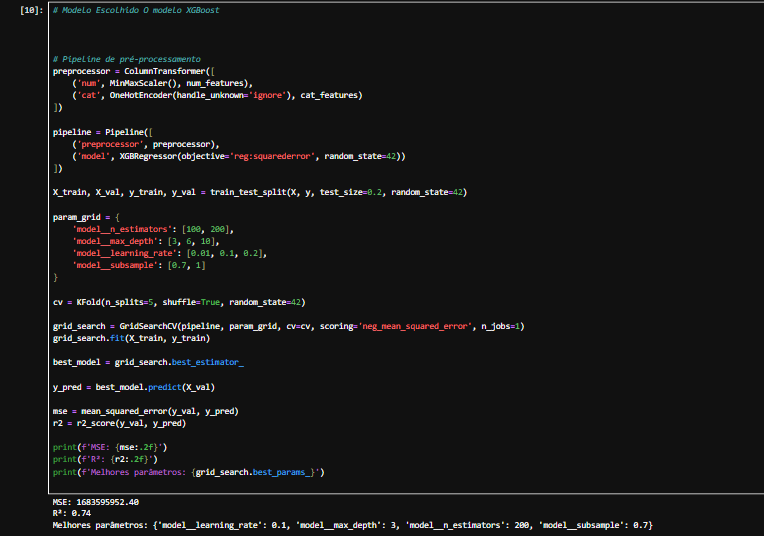 [10]: # Modelo Escolhido O modelo XGBoost
# Pipeline de pré-processamento
preprocessor = ColumnTransformer([
('num', MinMaxScaler(), num_features),
('cat', OneHotEncoder(handle_unknown='ignore'), cat_features)
])
pipeline = Pipeline([
('preprocessor', preprocessor),
('model', XGBRegressor(objective='reg:squarederror', random_state=42))
])
X_train, X_val, y_train, y_val = train_test_split(X, y, test_size=0.2, random_state=42)
param_grid = {
'model__n_estimators': [100, 200],
'model__max_depth': [3, 6, 10],
'model__learning_rate': [0.01, 0.1, 0.2],
'model__subsample': [0.7, 1]
}
cv = KFold(n_splits=5, shuffle=True, random_state=42)
grid_search = GridSearchCV(pipeline, param_grid, cv=cv, scoring='neg_mean_squared_error', n_jobs=1)
grid_search.fit(X_train, y_train)
best_model = grid_search.best_estimator_
y_pred = best_model.predict(X_val)
mse = mean_squared_error(y_val, y_pred)
r2 = r2_score(y_val, y_pred)
print(f'MSE: {mse:.2f}')
print(f'R²: {r2:.2f}')
print(f'Melhores parâmetros: {grid_search.best_params_}')
MSE: 1683595952.40
R²: 0.74
Melhores parâmetros: {'model__learning_rate': 0.1, 'model__max_depth': 3, 'model__n_estimators': 200, 'model__subsample': 0.7}